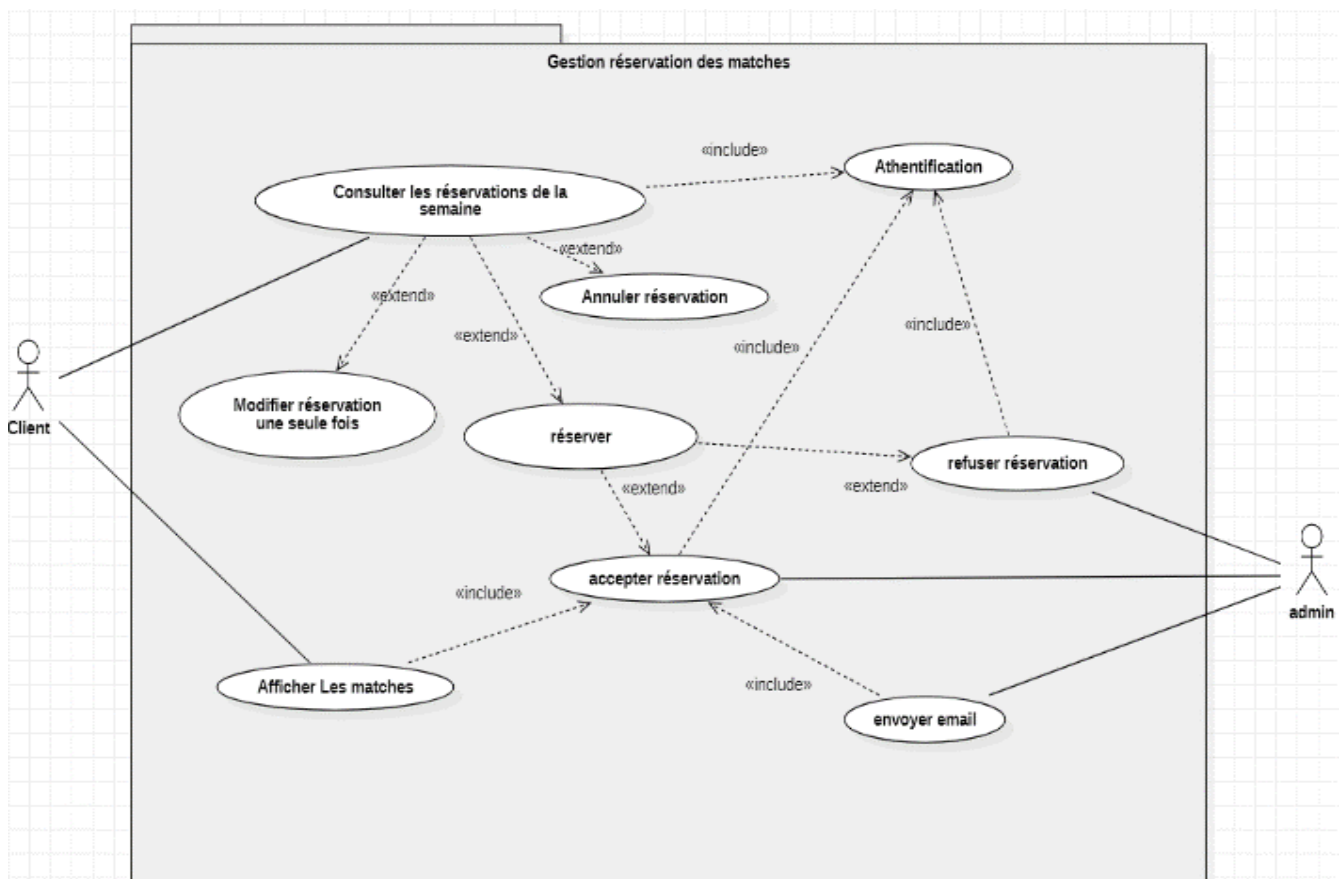 Gestion réservation des matches
«include»
Athentification
Consulter les réservations de la
semaine
«extend»
Annuler réservation
«extend»
«extend»
«include»
«include»
Client
Modifier réservation
une seule fois
réserver
refuser réservation
«extend»
«extend»
accepter réservation
«include»
admin
Afficher Les matches
«include»
envoyer email